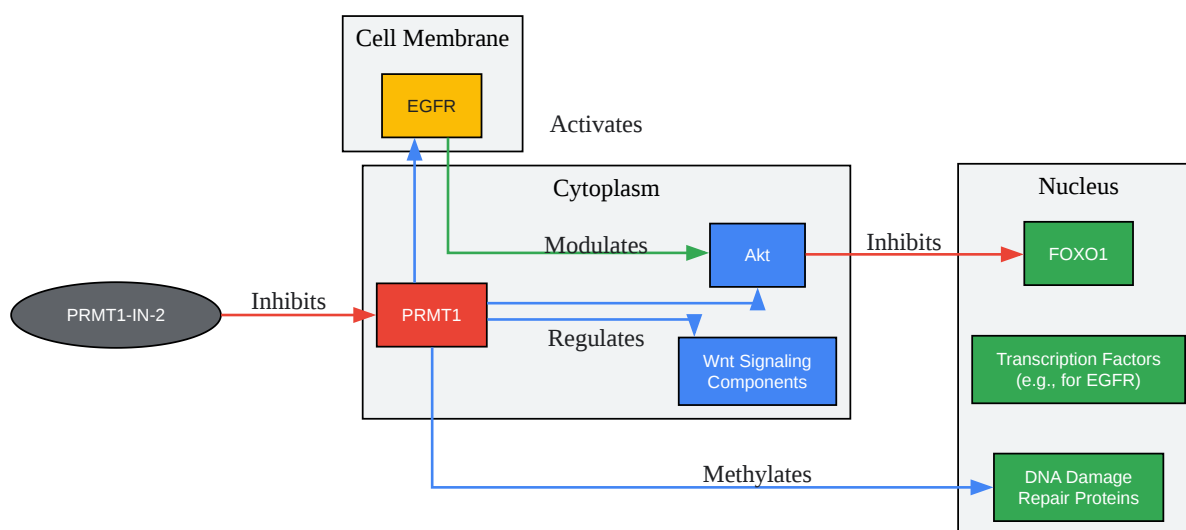 Cell Membrane
EGFR
Activates
Cytoplasm
Nucleus
Modulates
Akt
Inhibits
FOXO1
PRMT1-IN-2
Inhibits
PRMT1
Regulates
Wnt Signaling
Components
Transcription Factors
(e.g., for EGFR)
Methylates
DNA Damage
Repair Proteins